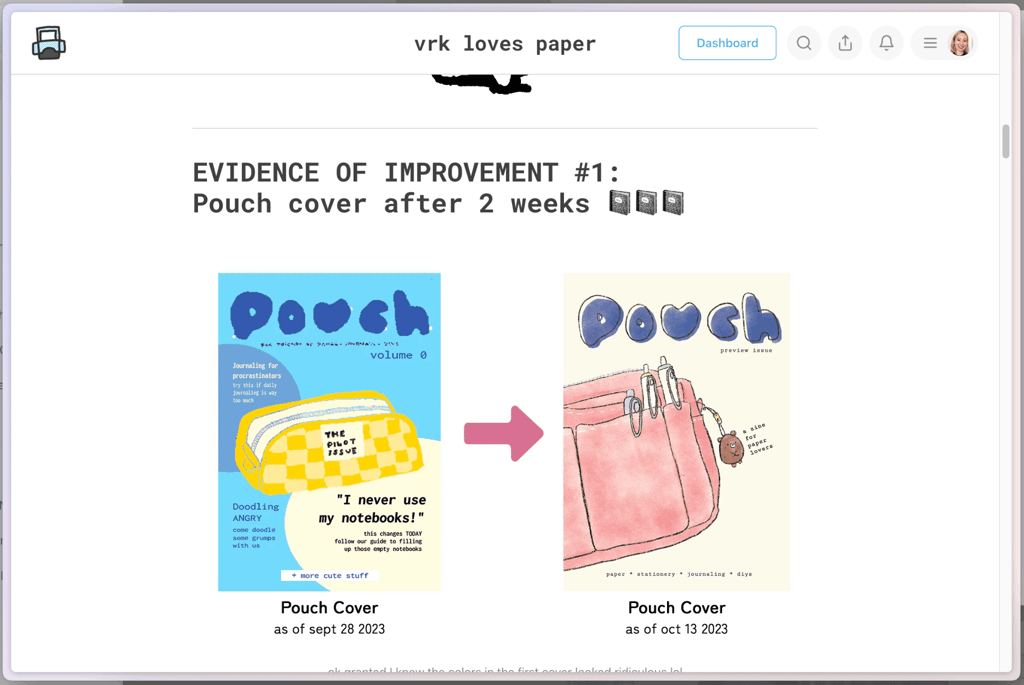 vrk loves paper
Dashboard
EVIDENCE OF IMPROVEMENT #1:
Pouch cover after 2 weeks
Pouch
volume 0
Journaling for
procrastinators
try this if daily
journaling is way
too much
THE
PILOT
ISSUE
Doodling
ANGRY
come doodle
some grumps
with us
"I never use
my notebooks!"
this changes TODAY
follow our guide to filling
up those empty notebooks
+ more cute stuff
Pouch Cover
as of sept 28 2023
Pouch
preview issue
a zine
for
paper
lovers
paper * stationery * journaling * diys
Pouch Cover
as of oct 13 2023
ok granted I know the colors in the first cover looked ridiculous lol